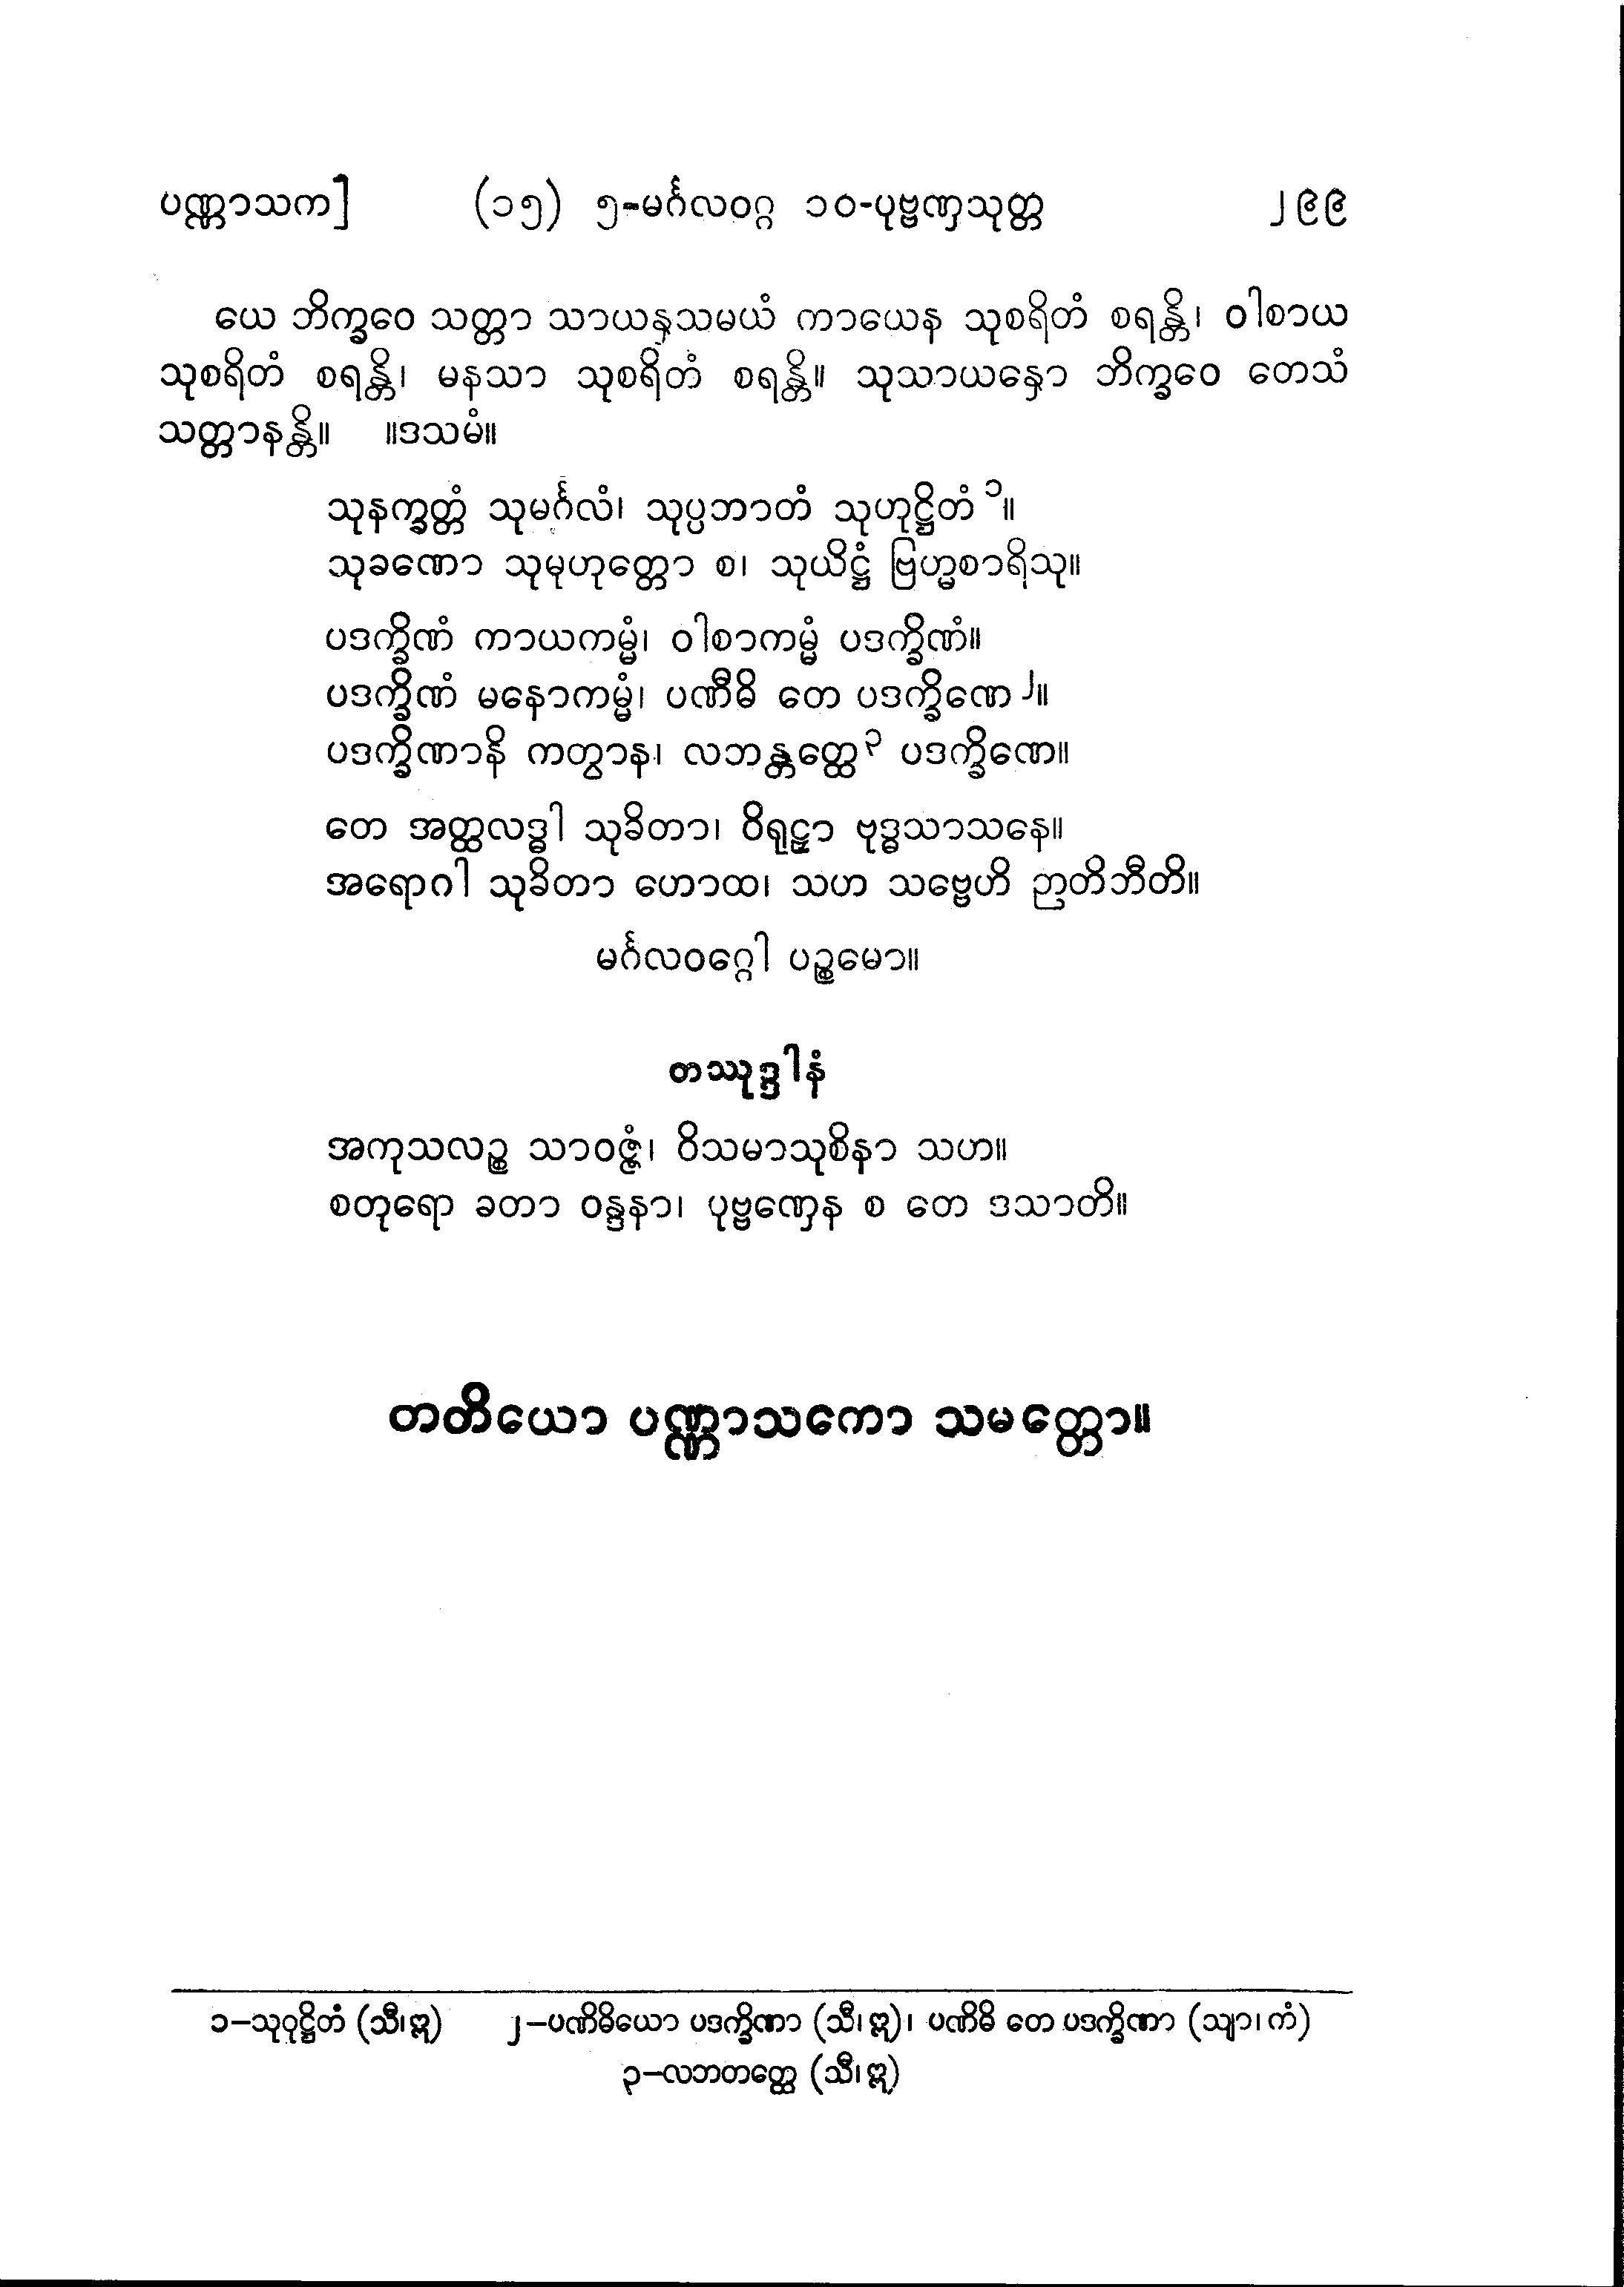 ပဏ္ဏာသက] (၁၅) ၅-မင်္ဂလဝဂ္ဂ ၁၀-ပုဗ္ဗဏှသုတ္တ ၂၉၉
ယေ ဘိက္ခဝေ သတ္တာ သာယနှသမယံ ကာယေန သုစရိတံ စရန္တိ၊ ဝါစာယ
သုစရိတံ စရန္တိ၊ မနသာ သုစရိတံ စရန္တိ။ သုသာယနှော ဘိက္ခဝေ တေသံ
သတ္တာနန္တိ။ ။ဒသမံ။
သုနက္ခတ္တံ သုမင်္ဂလံ၊ သုပ္ပဘာတံ သုဟုဋ္ဌိတံ ၁။
သုခဏော သုမုဟုတ္တော စ၊ သုယိဋ္ဌံ ဗြဟ္မစာရိသု။
ပဒက္ခိဏံ ကာယကမ္မံ၊ ဝါစာကမ္မံ ပဒက္ခိဏံ။
ပဒက္ခိဏံ မနောကမ္မံ၊ ပဏီဓိ တေ ပဒက္ခိဏေ ၂။
ပဒက္ခိဏာနိ ကတွာန၊ လဘန္တတ္ထေ ၃ ပဒက္ခိဏေ။
တေ အတ္ထလဒ္ဓါ သုခိတာ၊ ဝိရုဠှာ ဗုဒ္ဓသာသနေ။
အရောဂါ သုခိတာ ဟောထ၊ သဟ သဗ္ဗေဟိ ဉာတိဘီတိ။
မင်္ဂလဝဂ္ဂေါ ပဉ္စမော။
တဿုဒ္ဒါနံ
အကုသလဉ္စ သာဝဇ္ဇံ၊ ဝိသမာသုစိနာ သဟ။
စတုရော ခတာ ဝန္ဒနာ၊ ပုဗ္ဗဏှေန စ တေ ဒသာတိ။
တတိယော ပဏ္ဏာသကော သမတ္တော။
၁–သုဝုဋ္ဌိတံ (သီ၊ဣ) ၂–ပဏိဓိယော ပဒက္ခိဏာ (သီ၊ဣ)၊ ပဏိဓိ တေ ပဒက္ခိဏာ (သျာ၊ကံ)
၃–လဘတတ္ထေ (သီ၊ဣ)